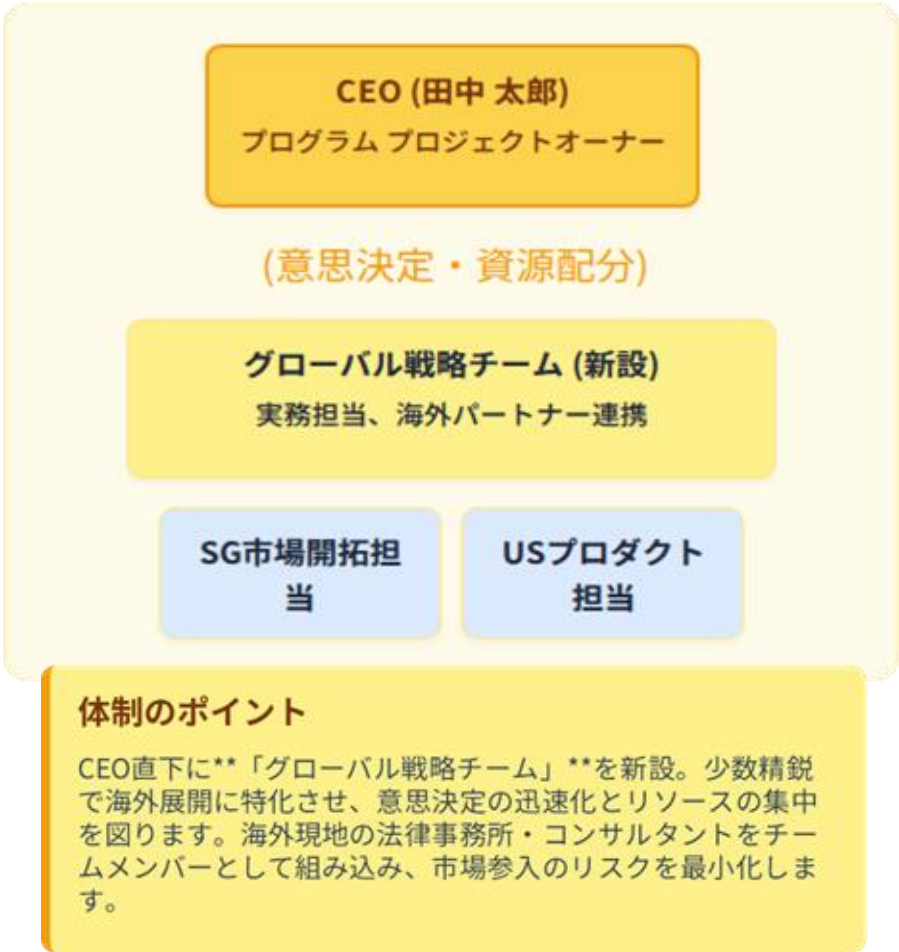 CEO (田中 太郎)
プログラム プロジェクトオーナー
(意思決定・資源配分)
グローバル戦略チーム (新設)
実務担当、海外パートナー連携
SG市場開拓担
当
USプロダクト
担当
体制のポイント
CEO直下に**「グローバル戦略チーム」**を新設。少数精鋭
で海外展開に特化させ、意思決定の迅速化とリソースの集中
を図ります。海外現地の法律事務所・コンサルタントをチー
ムメンバーとして組み込み、市場参入のリスクを最小化しま
す。